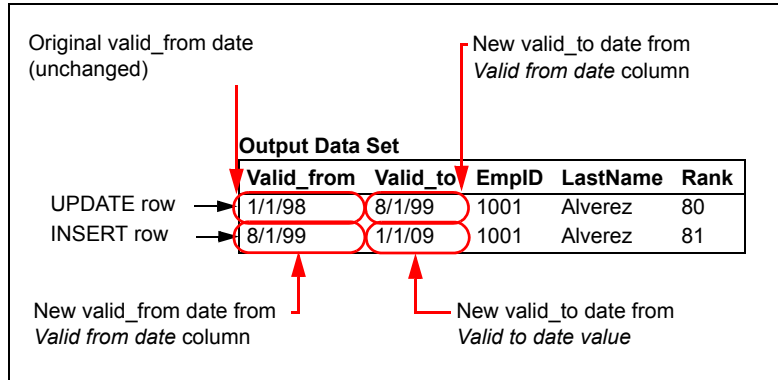 Original valid_from date
(unchanged)
New valid_to date from
Valid from date column
Output Data Set
Valid_from Valid_to EmpID LastName Rank
UPDATE row 1/1/98 8/1/99 1001 Alverez 80
INSERT row 8/1/99 1/1/09 1001 Alverez 81
New valid_from date from
Valid from date column
New valid_to date from
Valid to date value